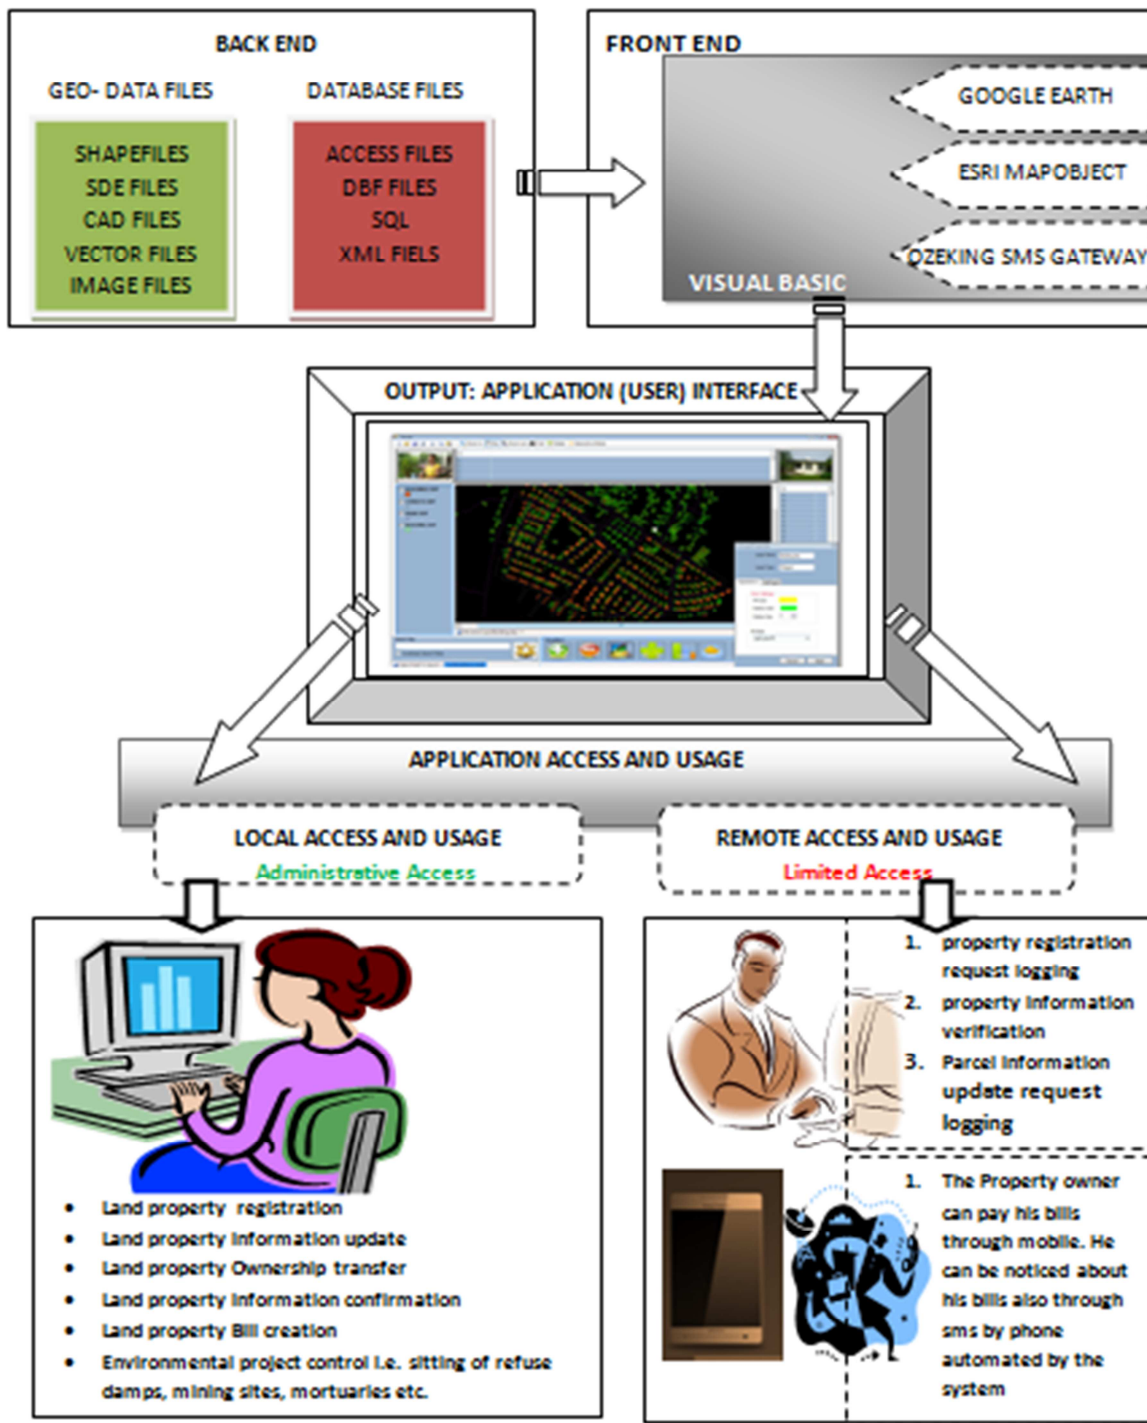 BACK END
GEO- DATA FILES
DATABASE FILES
SHAPEFILES
SDE FILES
CAD FILES
VECTOR FILES
IMAGE FILES
ACCESS FILES
DBF FILES
SQL
XML FIELS
FRONT END
GOOGLE EARTH
ESRI MAPOBJECT
OZEKING SMS GATEWAY
VISUAL BASIC
OUTPUT: APPLICATION (USER) INTERFACE
APPLICATION ACCESS AND USAGE
LOCAL ACCESS AND USAGE
Administrative Access
REMOTE ACCESS AND USAGE
Limited Access
• Land property registration
• Land property information update
• Land property Ownership transfer
• Land property information confirmation
• Land property Bill creation
• Environmental project control i.e. sitting of refuse
damps, mining sites, mortuaries etc.
1. property registration
request logging
2. property information
verification
3. Parcel information
update request
logging
1. The Property owner
can pay his bills
through mobile. He
can be noticed about
his bills also through
sms by phone
automated by the
system